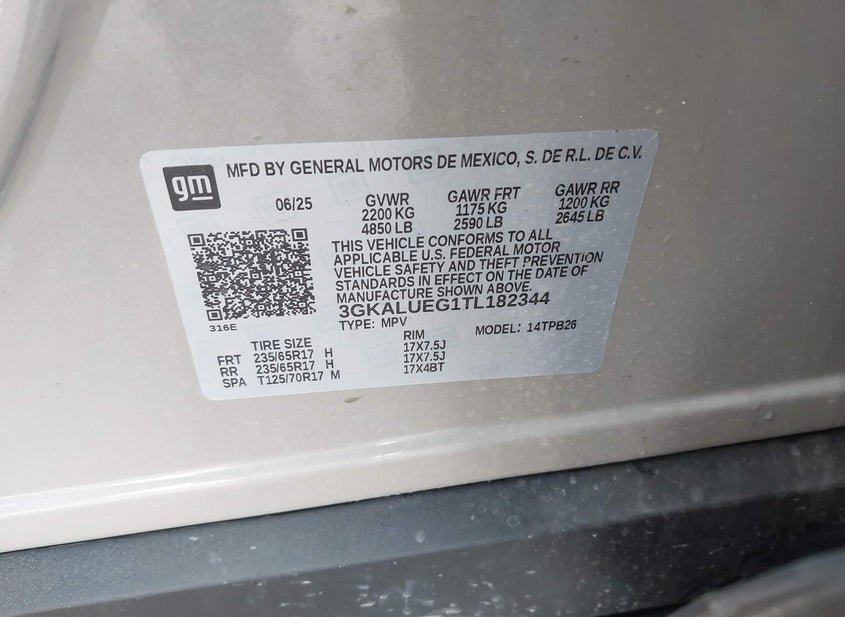 gm
MFD BY GENERAL MOTORS DE MEXICO, S. DE R.L. DE C.V.
06/25 GVWR GAWR FRT GAWR RR
2200 KG 1175 KG 1200 KG
4850 LB 2590 LB 2645 LB
THIS VEHICLE CONFORMS TO ALL
APPLICABLE U.S. FEDERAL MOTOR
VEHICLE SAFETY AND THEFT PREVENTION
STANDARDS IN EFFECT ON THE DATE OF
MANUFACTURE SHOWN ABOVE.
3GKALUEG1TL182344
316E
TYPE: MPV MODEL: 14TPB26
TIRE SIZE RIM
FRT 235/65R17 H 17X7.5J
RR 235/65R17 H 17X7.5J
SPA T125/70R17 M 17X4BT